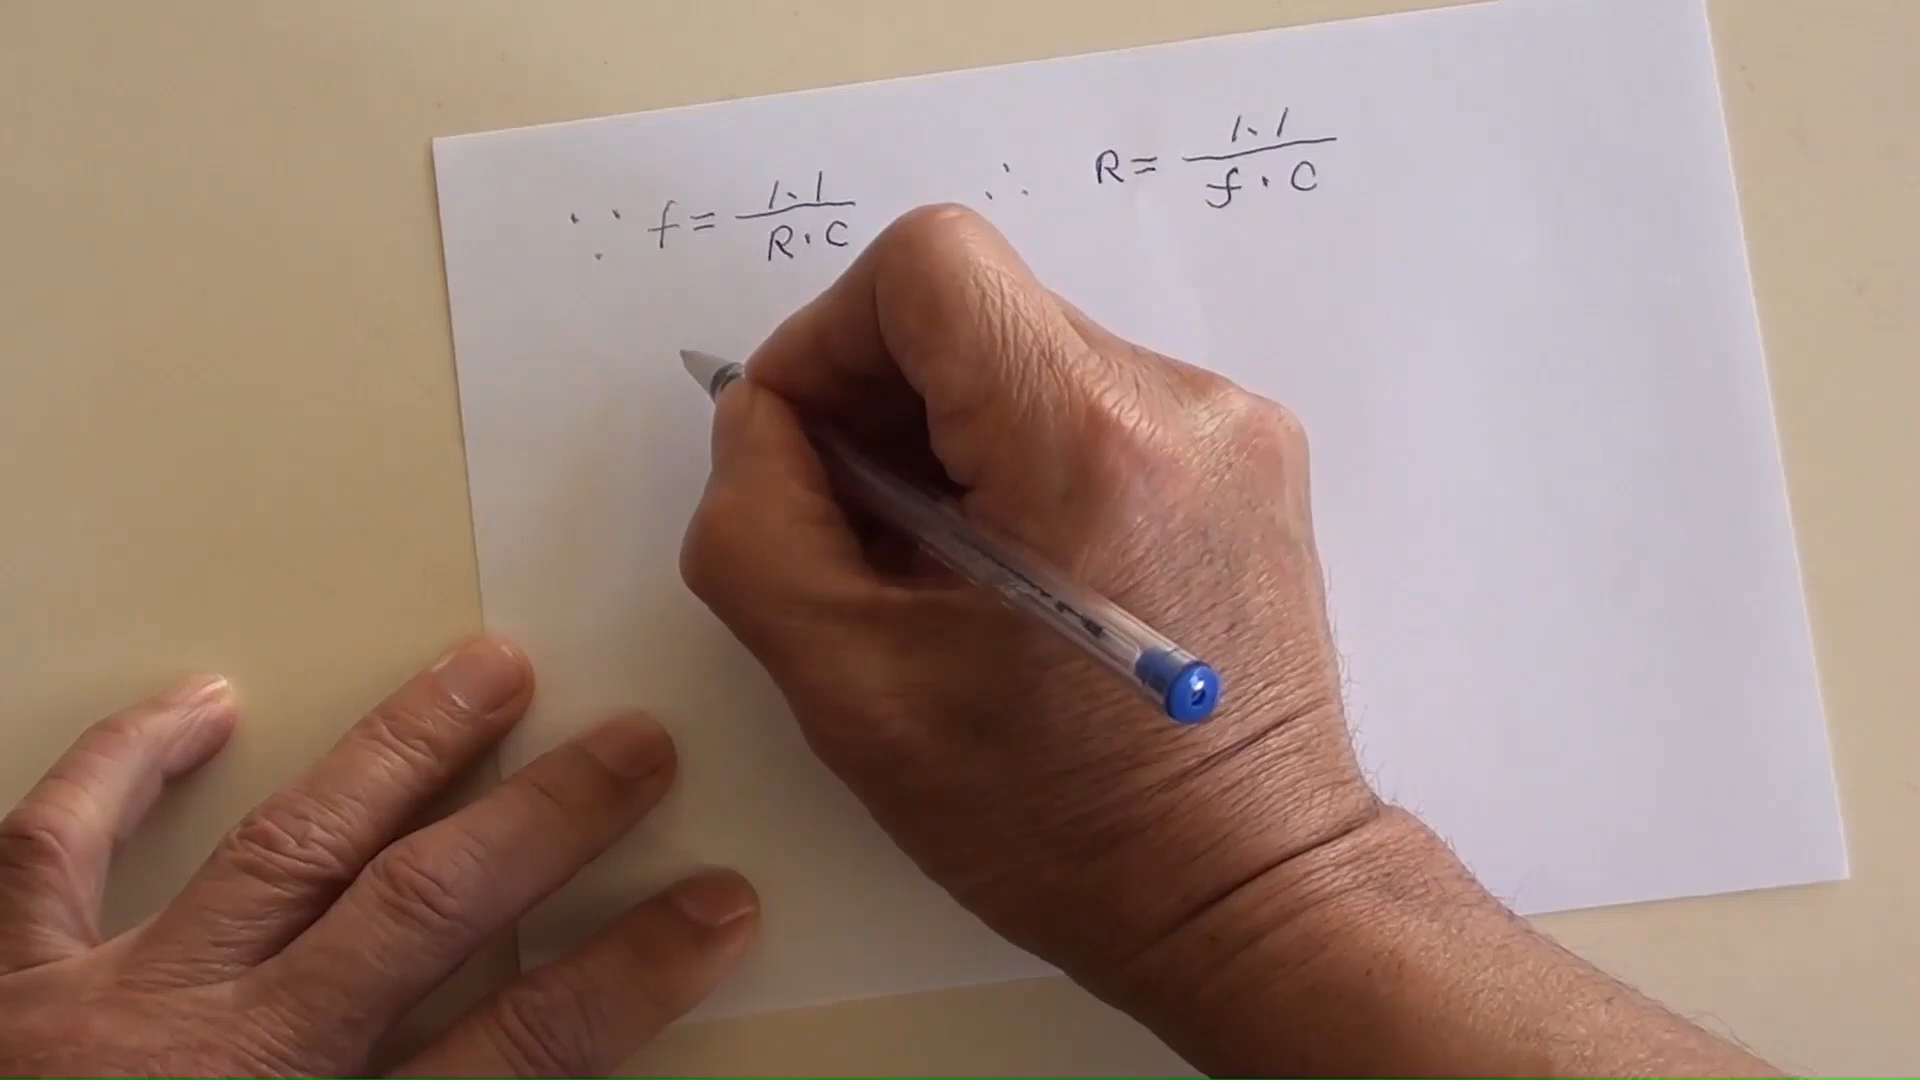 ∵ f = 1.1 / R·C ∴ R = 1.1 / f·C